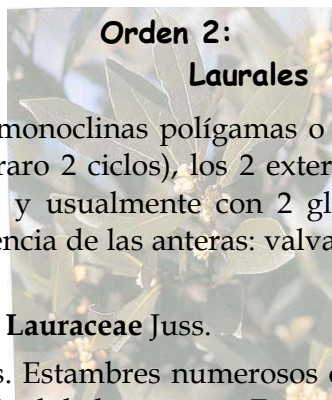 Orden 2:
Laurales
monoclinas polígamas o
raro 2 ciclos), los 2 exter
y usualmente con 2 gl
encia de las anteras: valva
Lauraceae Juss.
s. Estambres numerosos